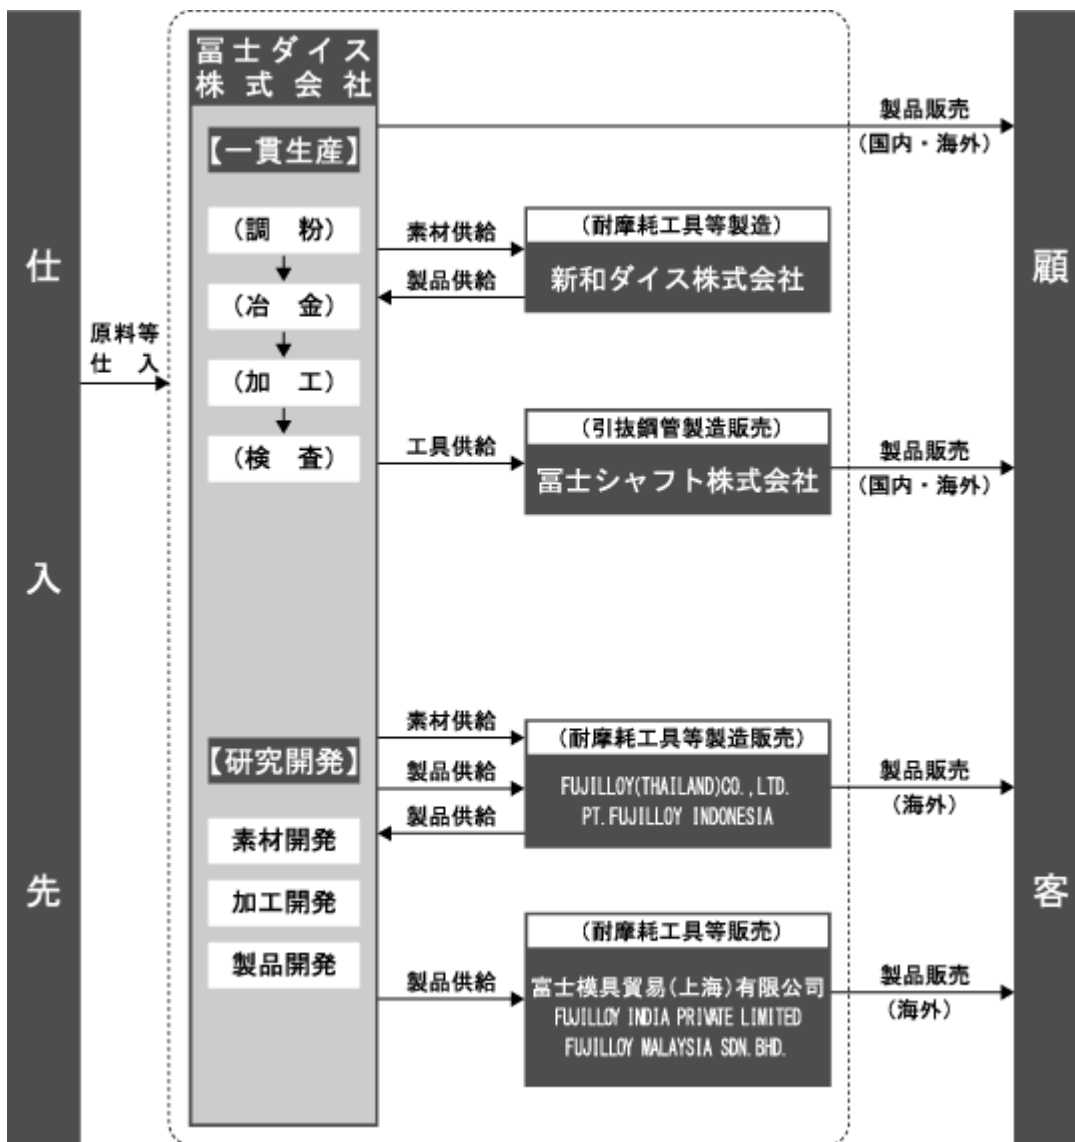 仕入先
原料等
仕入
冨士ダイス
株式会社
【一貫生産】
(調粉)
(冶金)
(加工)
(検査)
【研究開発】
素材開発
加工開発
製品開発
製品販売
(国内・海外)
素材供給
製品供給
(耐摩耗工具等製造)
新和ダイス株式会社
工具供給
(引抜鋼管製造販売)
冨士シャフト株式会社
製品販売
(国内・海外)
素材供給
製品供給
製品供給
(耐摩耗工具等製造販売)
FUJILLOY(THAILAND)CO.,LTD.
PT.FUJILLOY INDONESIA
製品販売
(海外)
製品供給
(耐摩耗工具等販売)
富士模具貿易(上海)有限公司
FUJILLOY INDIA PRIVATE LIMITED
FUJILLOY MALAYSIA SDN.BHD.
製品販売
(海外)
顧客